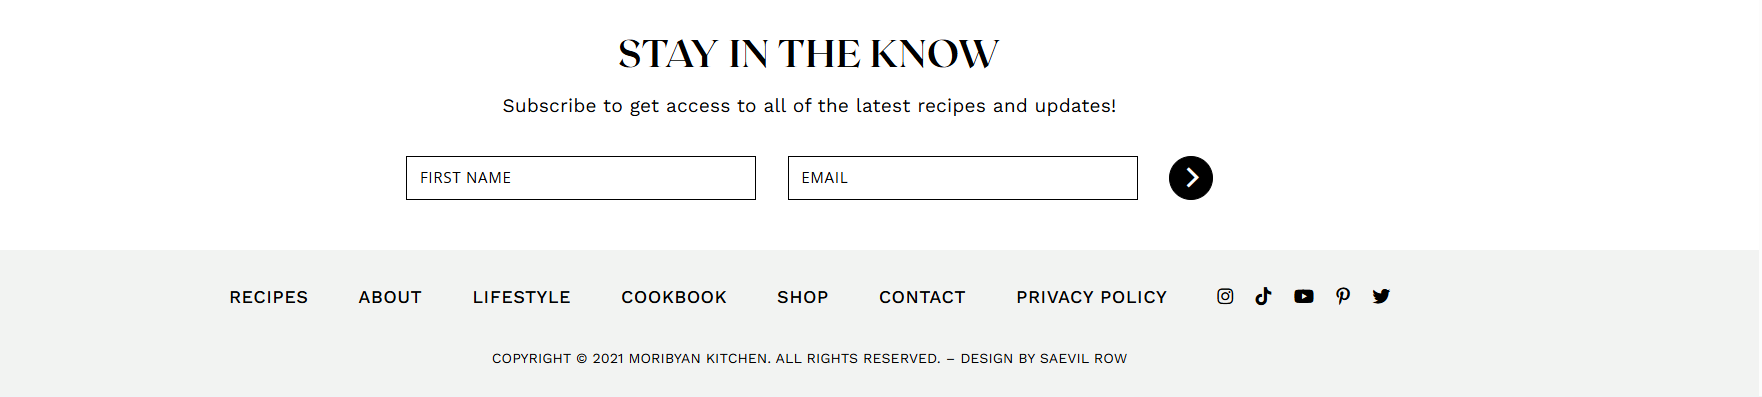 STAY IN THE KNOW
Subscribe to get access to all of the latest recipes and updates!
FIRST NAME
EMAIL
RECIPES ABOUT LIFESTYLE COOKBOOK SHOP CONTACT PRIVACY POLICY
COPYRIGHT © 2021 MORIBYAN KITCHEN. ALL RIGHTS RESERVED. – DESIGN BY SAEVIL ROW